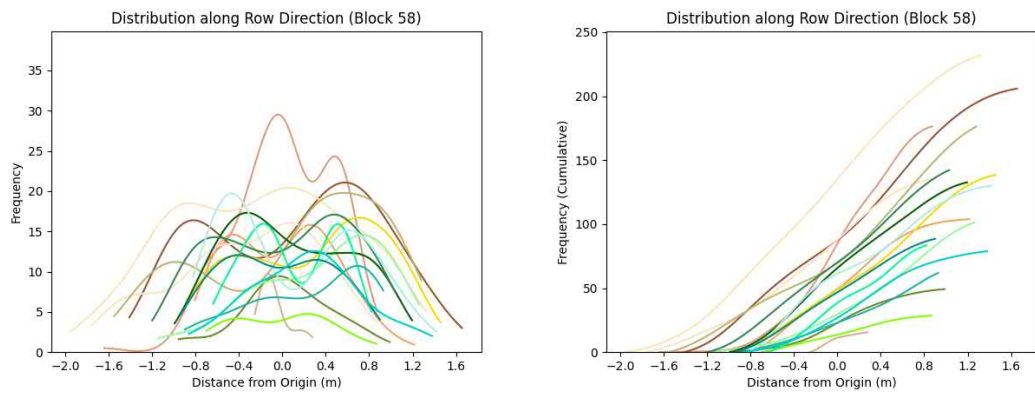 Distribution along Row Direction (Block 58)
Frequency
35
30
25
20
15
10
5
0
−2.0 −1.6 −1.2 −0.8 −0.4 0.0 0.4 0.8 1.2 1.6
Distance from Origin (m)
Distribution along Row Direction (Block 58)
Frequency (Cumulative)
250
200
150
100
50
0
−2.0 −1.6 −1.2 −0.8 −0.4 0.0 0.4 0.8 1.2 1.6
Distance from Origin (m)